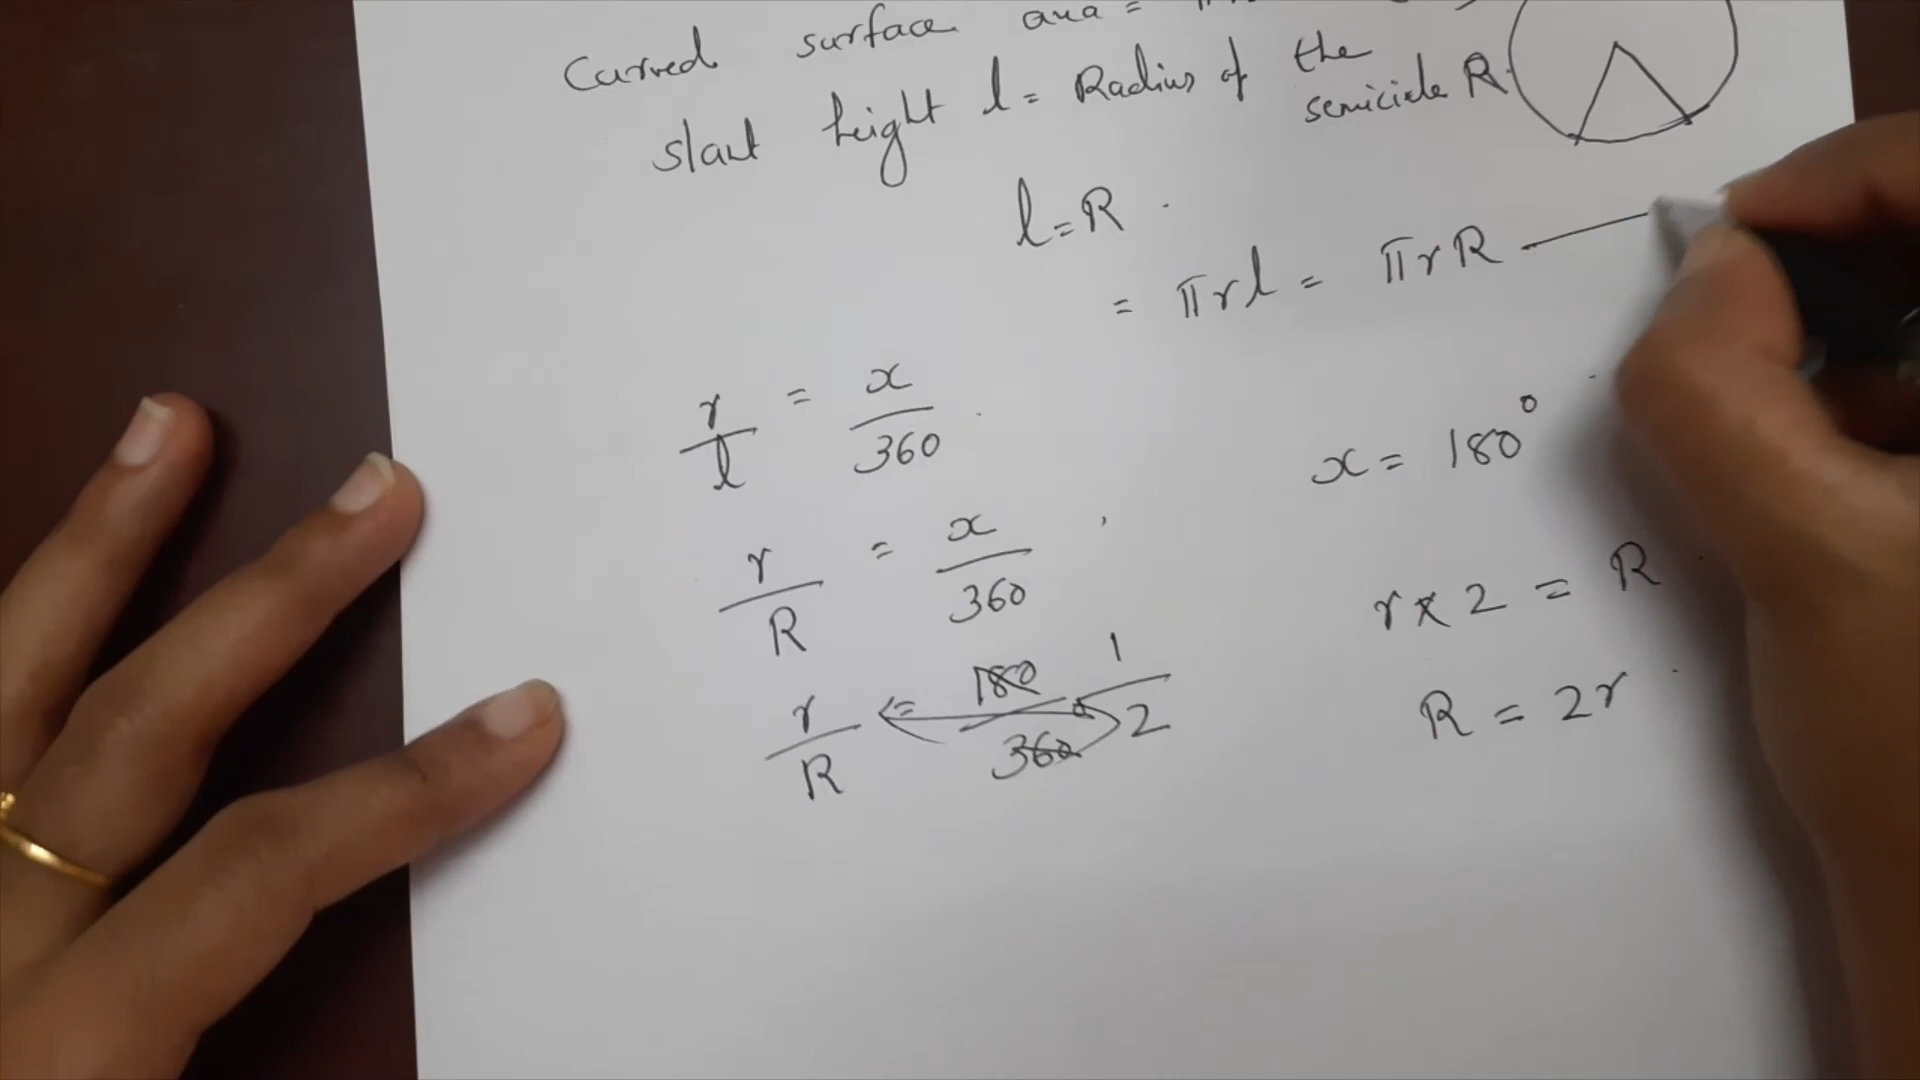 Curved surface area =
slant height l = Radius of the
semicircle R.
l = R.
= πrl = πrR
r/l = x/360
x = 180°
r/R = x/360
r × 2 = R
r/R = 180/360 1/2
R = 2r